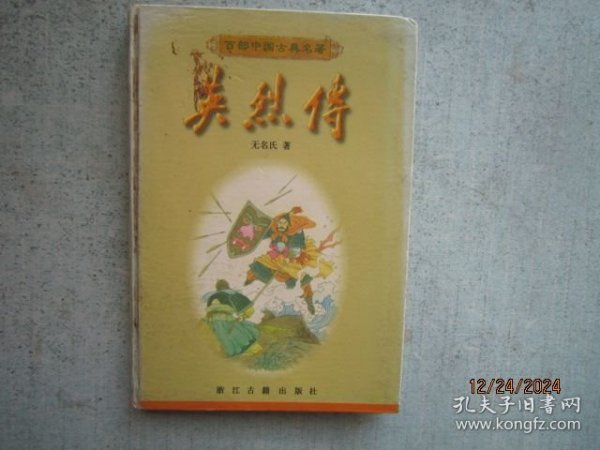 百部中国古典名著
英烈傳
无名氏 著
浙江古籍出版社
12/24/2024
孔夫子旧书网
www.kongfz.com